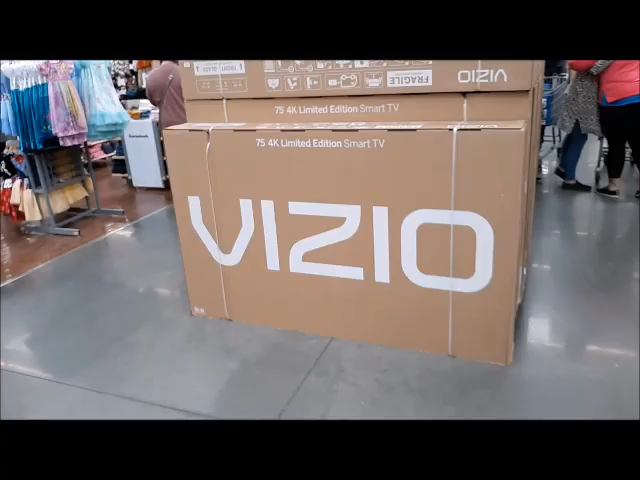 FRAGILE
VIZIO
75" 4K Limited Edition Smart TV
75" 4K Limited Edition Smart TV
VIZIO